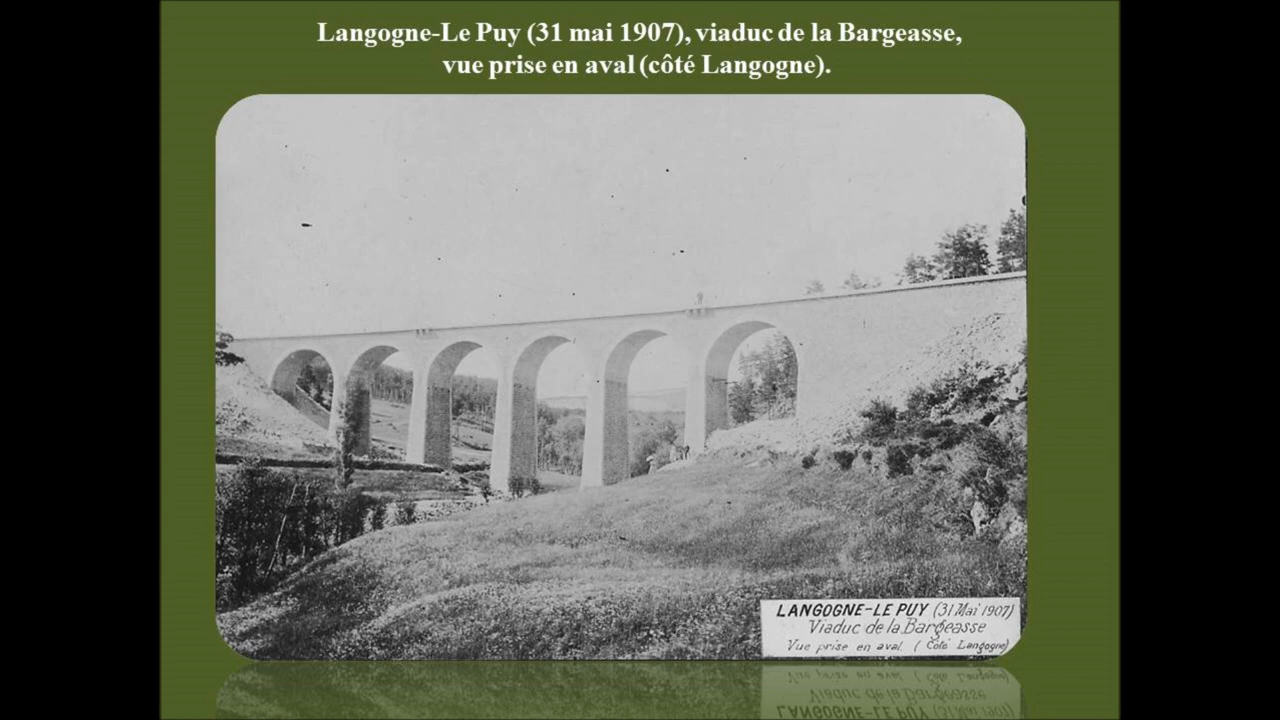 Langogne-Le Puy (31 mai 1907), viaduc de la Bargeasse,
vue prise en aval (côté Langogne).
LANGOGNE-LE PUY (31 Mai 1907)
Viaduc de la Bargeasse
Vue prise en aval. (Coté Langogne)